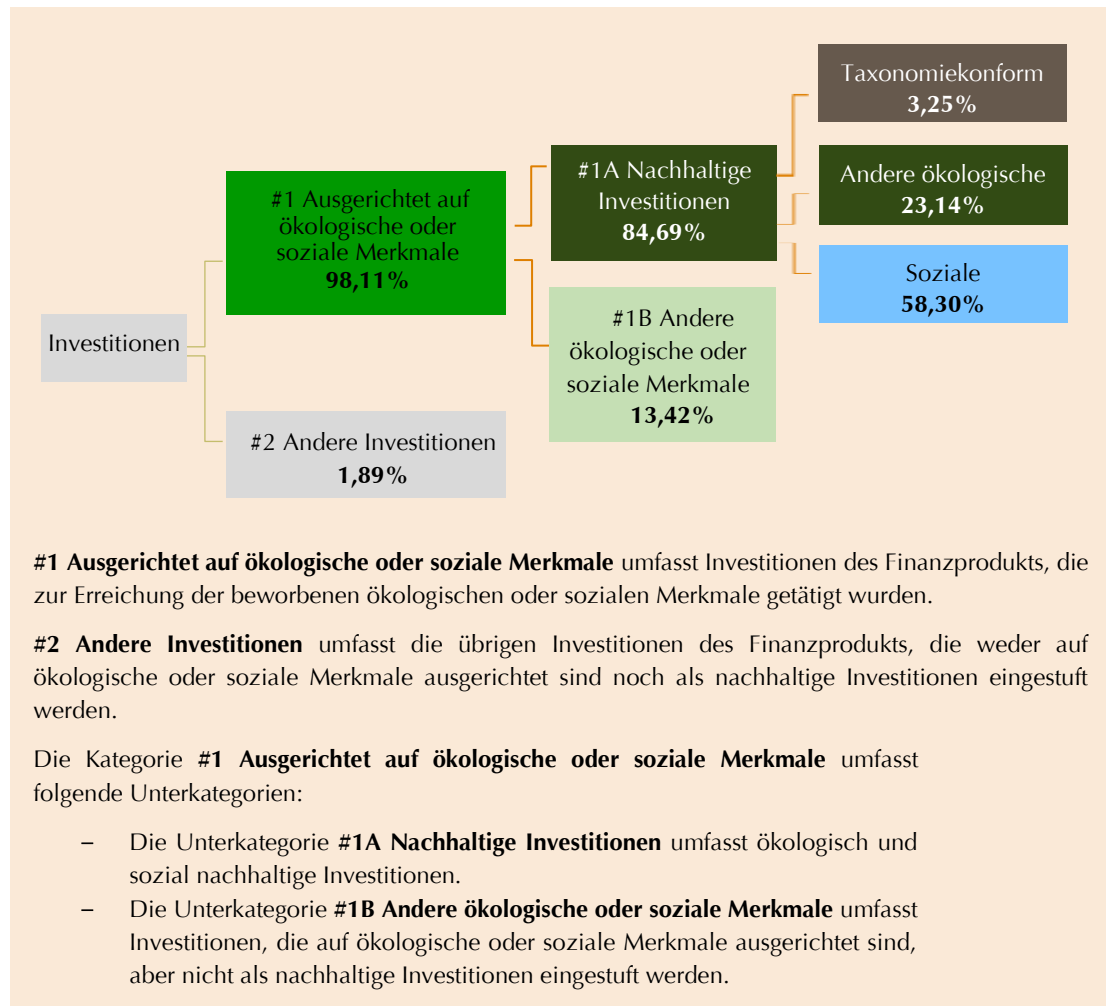 Investitionen
#1 Ausgerichtet auf
ökologische oder
soziale Merkmale
98,11%
#2 Andere Investitionen
1,89%
#1A Nachhaltige
Investitionen
84,69%
#1B Andere
ökologische oder
soziale Merkmale
13,42%
Taxonomiekonform
3,25%
Andere ökologische
23,14%
Soziale
58,30%
#1 Ausgerichtet auf ökologische oder soziale Merkmale umfasst Investitionen des Finanzprodukts, die
zur Erreichung der beworbenen ökologischen oder sozialen Merkmale getätigt wurden.
#2 Andere Investitionen umfasst die übrigen Investitionen des Finanzprodukts, die weder auf
ökologische oder soziale Merkmale ausgerichtet sind noch als nachhaltige Investitionen eingestuft
werden.
Die Kategorie #1 Ausgerichtet auf ökologische oder soziale Merkmale umfasst
folgende Unterkategorien:
– Die Unterkategorie #1A Nachhaltige Investitionen umfasst ökologisch und
sozial nachhaltige Investitionen.
– Die Unterkategorie #1B Andere ökologische oder soziale Merkmale umfasst
Investitionen, die auf ökologische oder soziale Merkmale ausgerichtet sind,
aber nicht als nachhaltige Investitionen eingestuft werden.